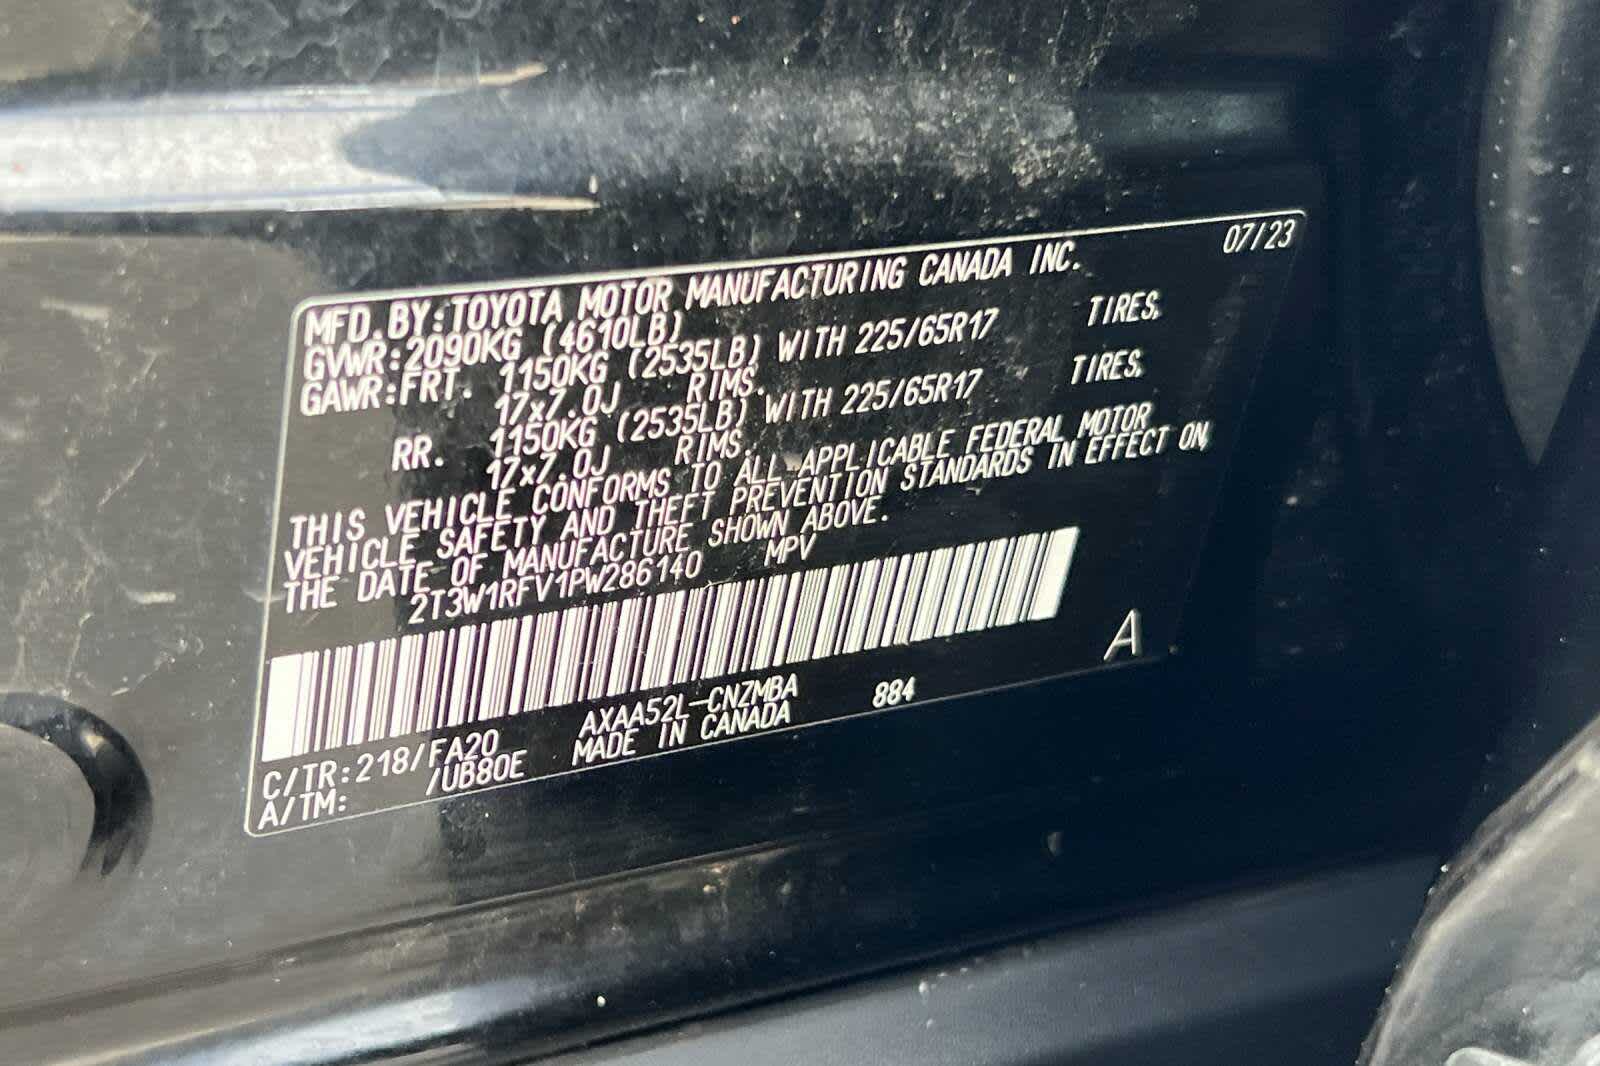 07/23
MFD. BY: TOYOTA MOTOR MANUFACTURING CANADA INC.
GVWR: 2090KG (4610LB)
GAWR: FRT. 1150KG (2535LB) WITH 225/65R17 TIRES,
17x7.0J RIMS.
RR. 1150KG (2535LB) WITH 225/65R17 TIRES,
17x7.0J RIMS.
THIS VEHICLE CONFORMS TO ALL APPLICABLE FEDERAL MOTOR
VEHICLE SAFETY AND THEFT PREVENTION STANDARDS IN EFFECT ON
THE DATE OF MANUFACTURE SHOWN ABOVE.
2T3W1RFV1PW286140 MPV
A
C/TR: 218/FA20 AXAA52L-CNZMBA 884
A/TM: /UB80E MADE IN CANADA